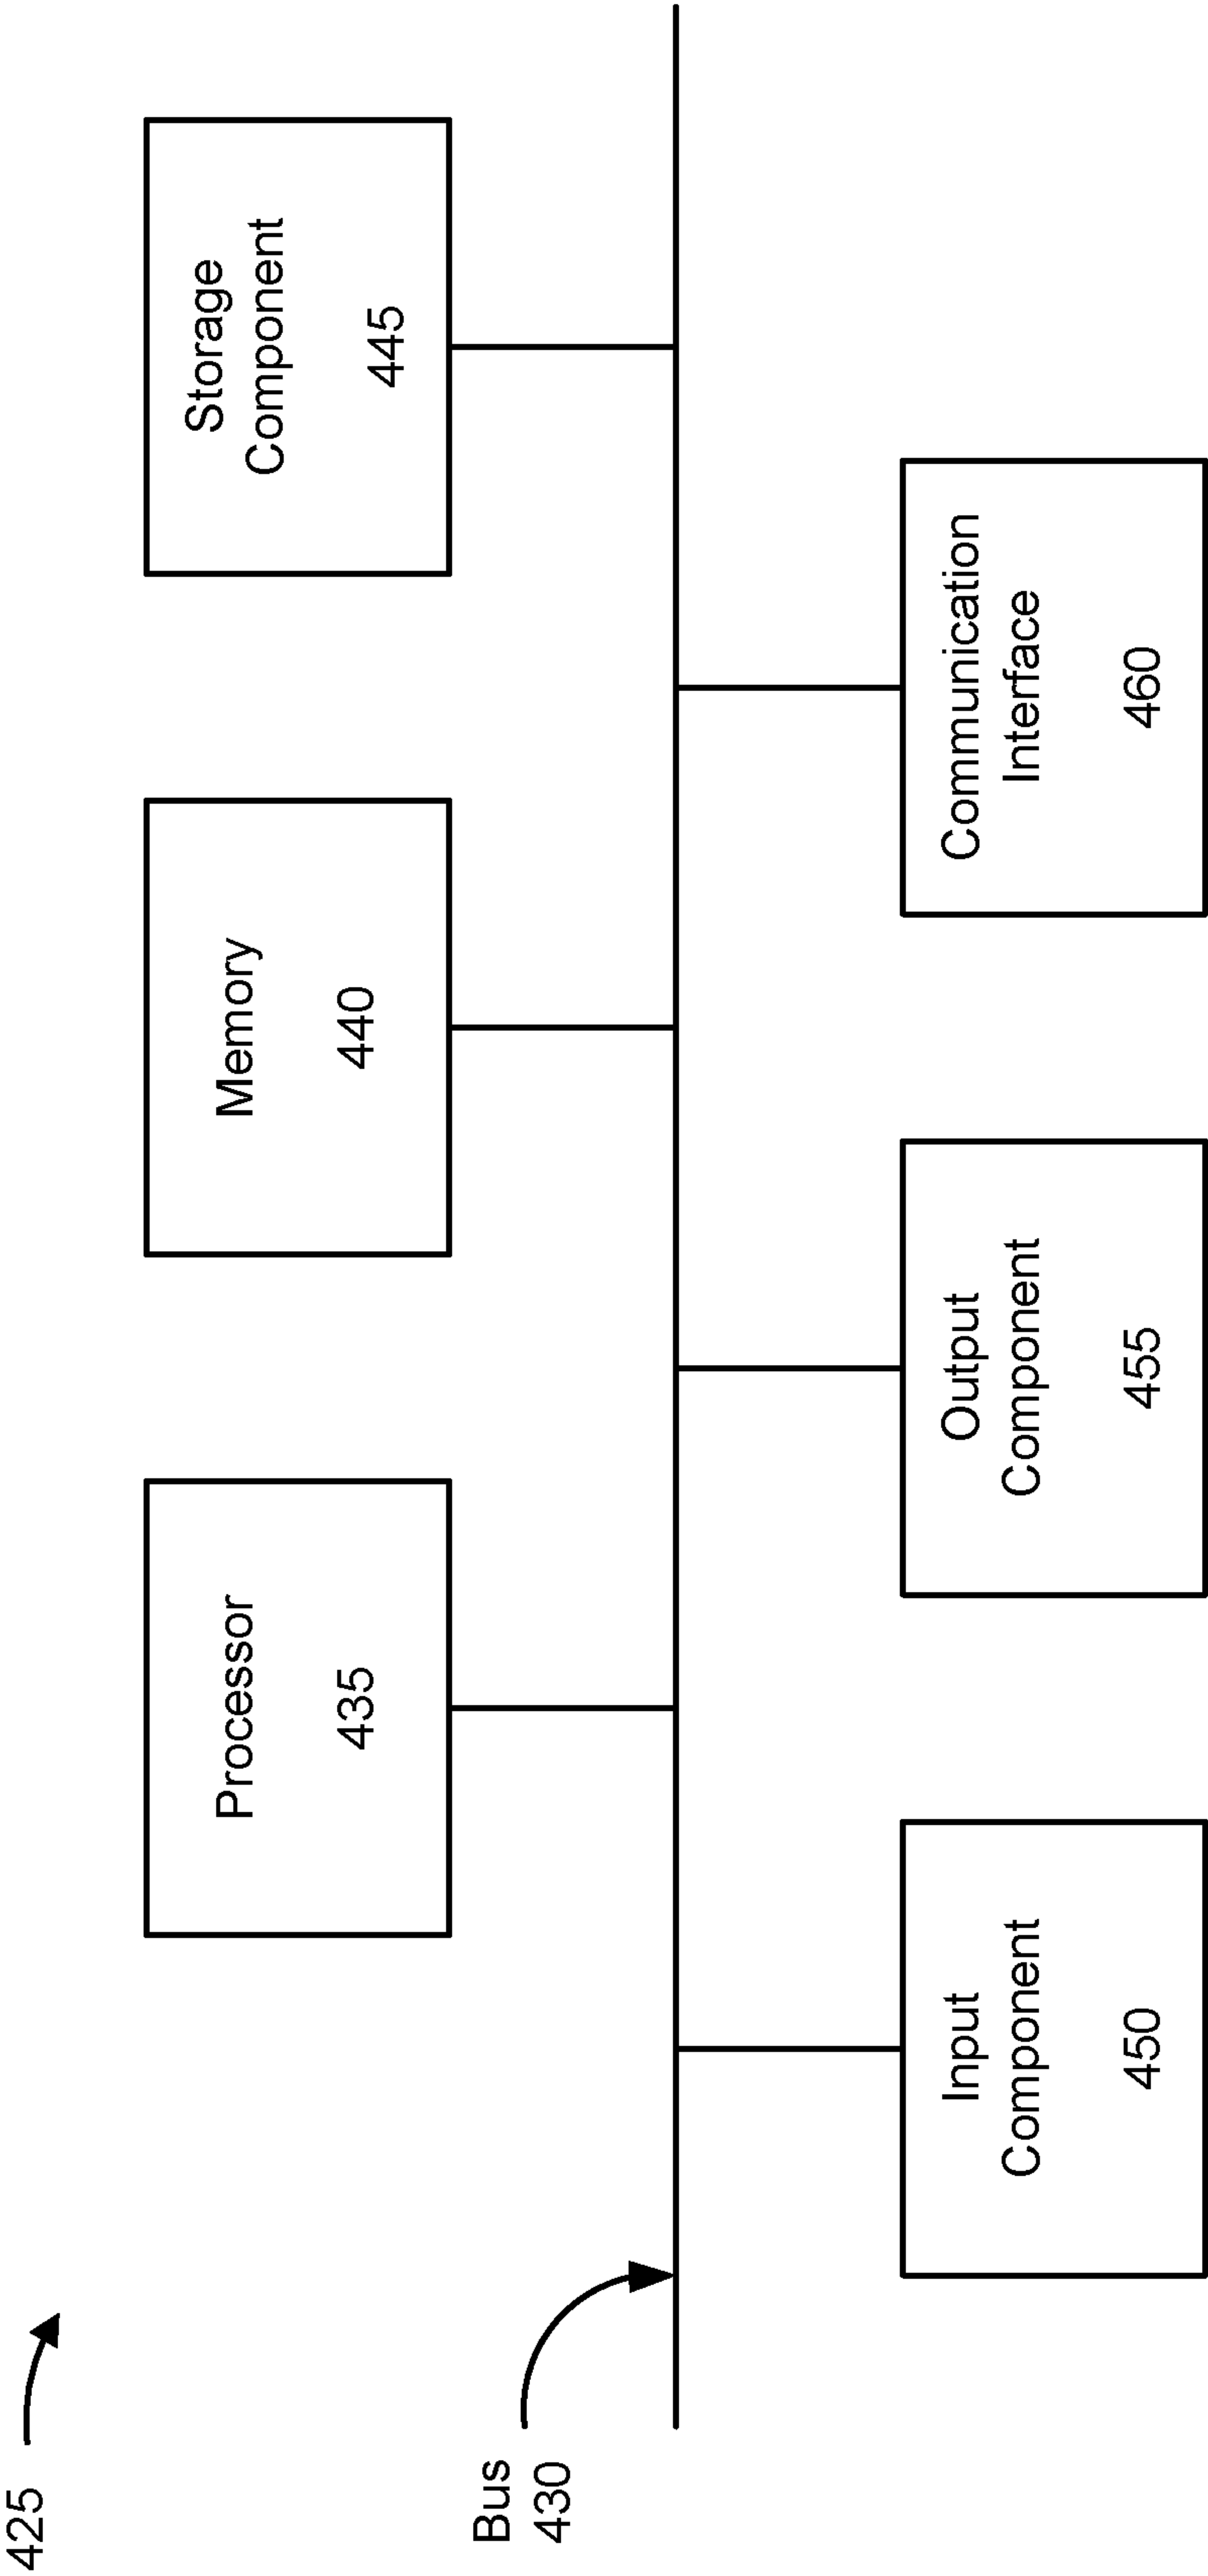 425
Bus
430
Processor
435
Memory
440
Storage
Component
445
Input
Component
450
Output
Component
455
Communication
Interface
460